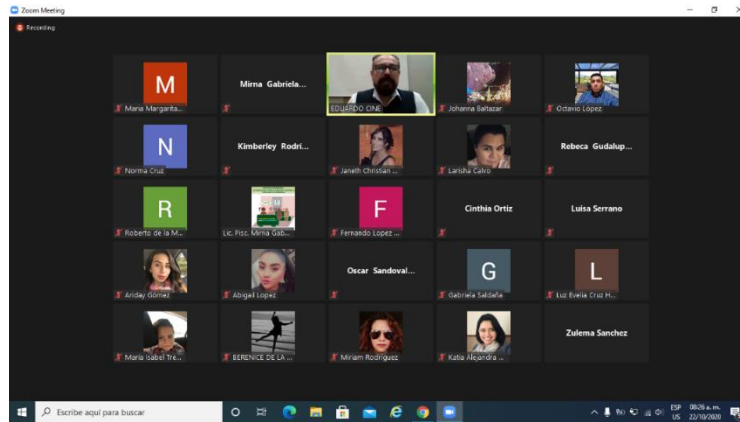 Zoom Meeting
Recording
M
Maria Margarita...
Mirna Gabriela...
EDUARDO CINE
Johanna Baltazar
Octavio López
N
Norma Cruz
Kimberley Rodrí...
Janeth Christian ...
Larisha Calvo
Rebeca Gudalup...
R
Roberto de la M...
Lic. Fisc. Mirna Gab...
F
Fernando Lopez ...
Cinthia Ortiz
Luisa Serrano
Ariday Gómez
Abigail Lopez
Oscar Sandoval...
G
Gabriela Saldaña
L
Luz Evelia Cruz H...
Maria Isabel Tre...
BERENICE DE LA ...
Miriam Rodriguez
Katia Alejandra ...
Zulema Sanchez
Escribe aquí para buscar
ESP
US
08:26 a. m.
22/10/2020